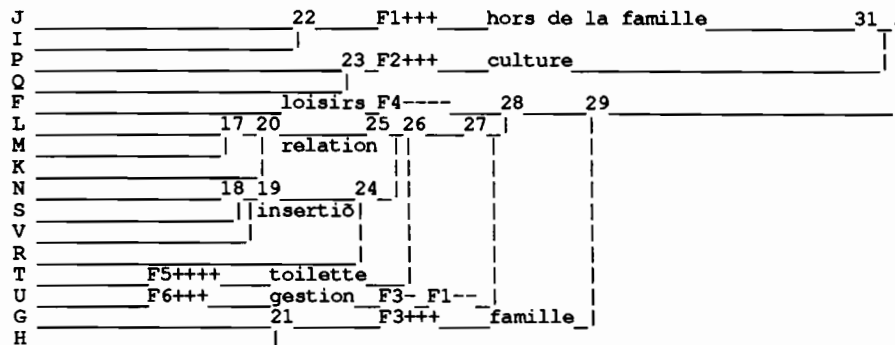 J 22 F1+++ hors de la famille 31
I
P 23 F2+++ culture
Q
F loisirs F4---- 28 29
L 17 20 25 26 27
M relation
K
N 18 19 24
S insertiõ
V
R
T F5++++ toilette
U F6+++ gestion F3- F1--
G 21 F3+++ famille
H